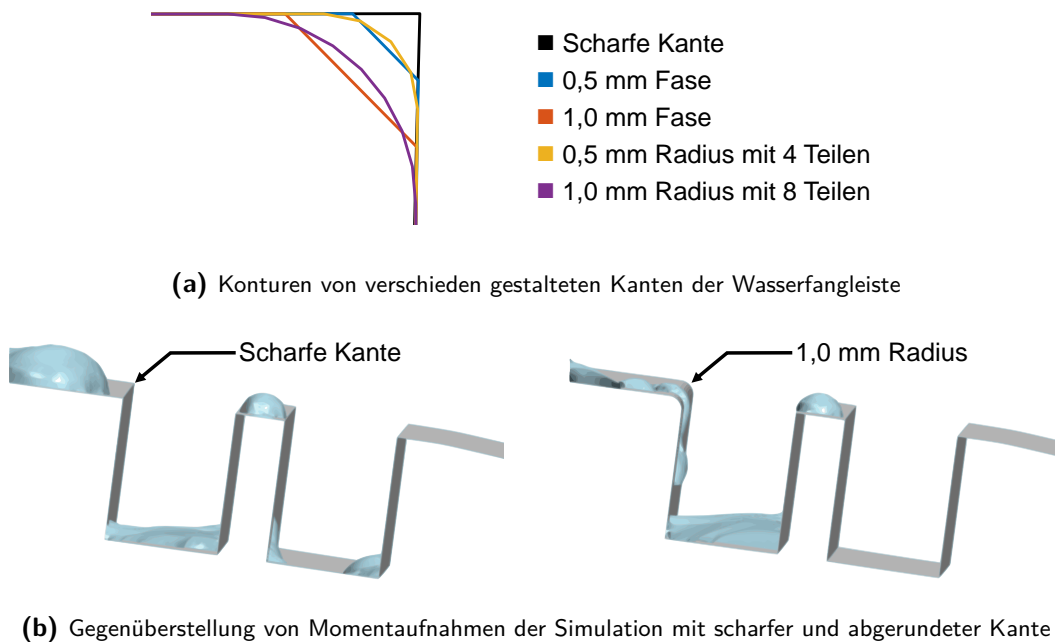 Scharfe Kante
0,5 mm Fase
1,0 mm Fase
0,5 mm Radius mit 4 Teilen
1,0 mm Radius mit 8 Teilen
(a) Konturen von verschieden gestalteten Kanten der Wasserfangleiste
Scharfe Kante
1,0 mm Radius
(b) Gegenüberstellung von Momentaufnahmen der Simulation mit scharfer und abgerundeter Kante